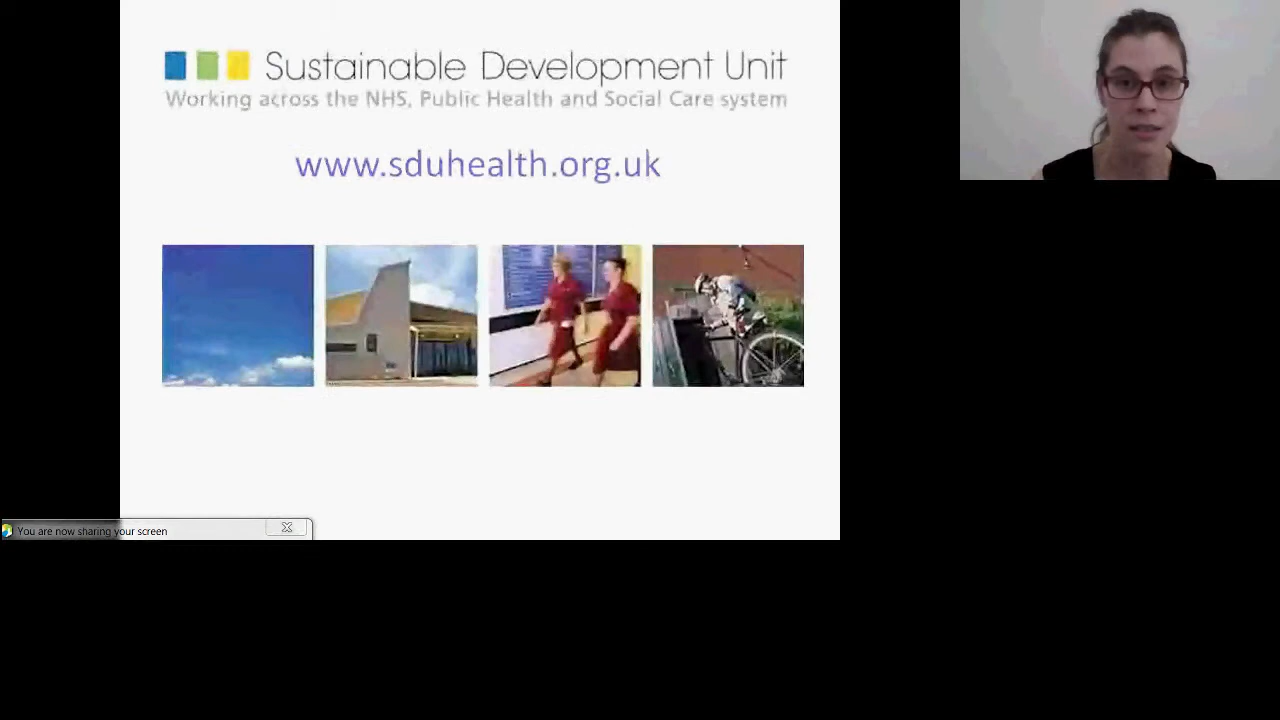 Sustainable Development Unit
Working across the NHS, Public Health and Social Care system
www.sduhealth.org.uk
You are now sharing your screen